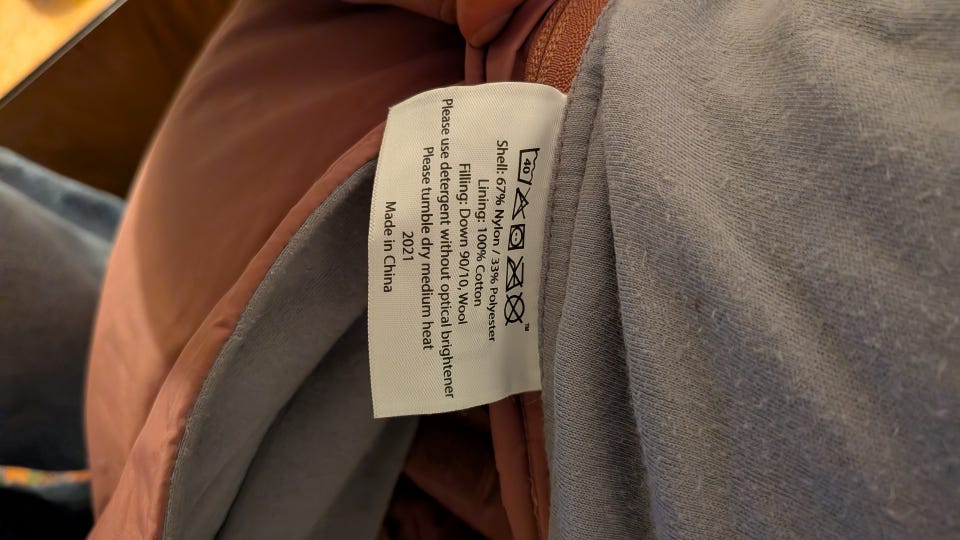 40
™
Shell: 67% Nylon / 33% Polyester
Lining: 100% Cotton
Filling: Down 90/10, Wool
Please use detergent without optical brightener
Please tumble dry medium heat
2021
Made in China